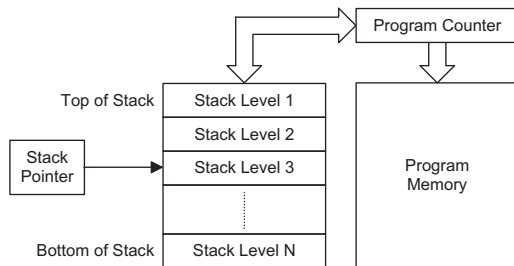 Program Counter
Top of Stack
Stack Level 1
Stack Level 2
Stack
Pointer
Stack Level 3
Program
Memory
Bottom of Stack
Stack Level N